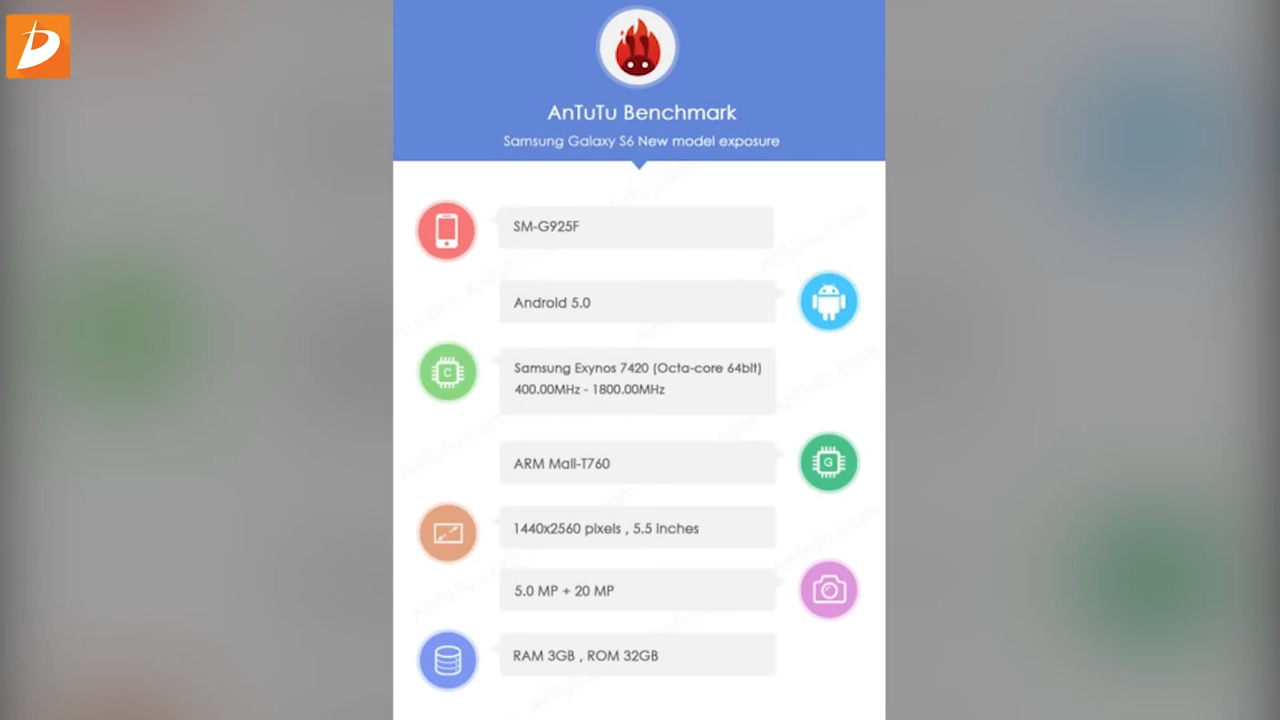 AnTuTu Benchmark
Samsung Galaxy S6 New model exposure
SM-G925F
Android 5.0
Samsung Exynos 7420 (Octa-core 64bit)
400.00MHz - 1800.00MHz
ARM Mali-T760
1440x2560 pixels , 5.5 inches
5.0 MP + 20 MP
RAM 3GB , ROM 32GB